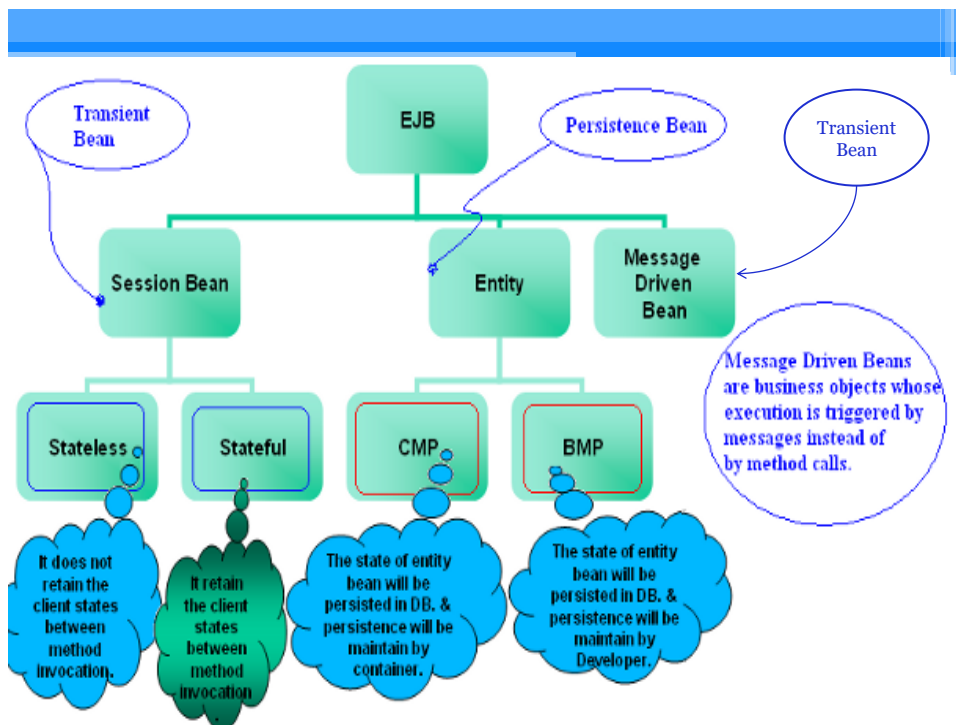 Transient
Bean
EJB
Persistence Bean
Transient
Bean
Session Bean
Entity
Message
Driven
Bean
Message Driven Beans
are business objects whose
execution is triggered by
messages instead of
by method calls.
Stateless
Stateful
CMP
BMP
It does not
retain the
client states
between
method
invocation.
It retain
the client
states
between
method
invocation
.
The state of entity
bean will be
persisted in DB. &
persistence will be
maintain by
container.
The state of entity
bean will be
persisted in DB. &
persistence will be
maintain by
Developer.